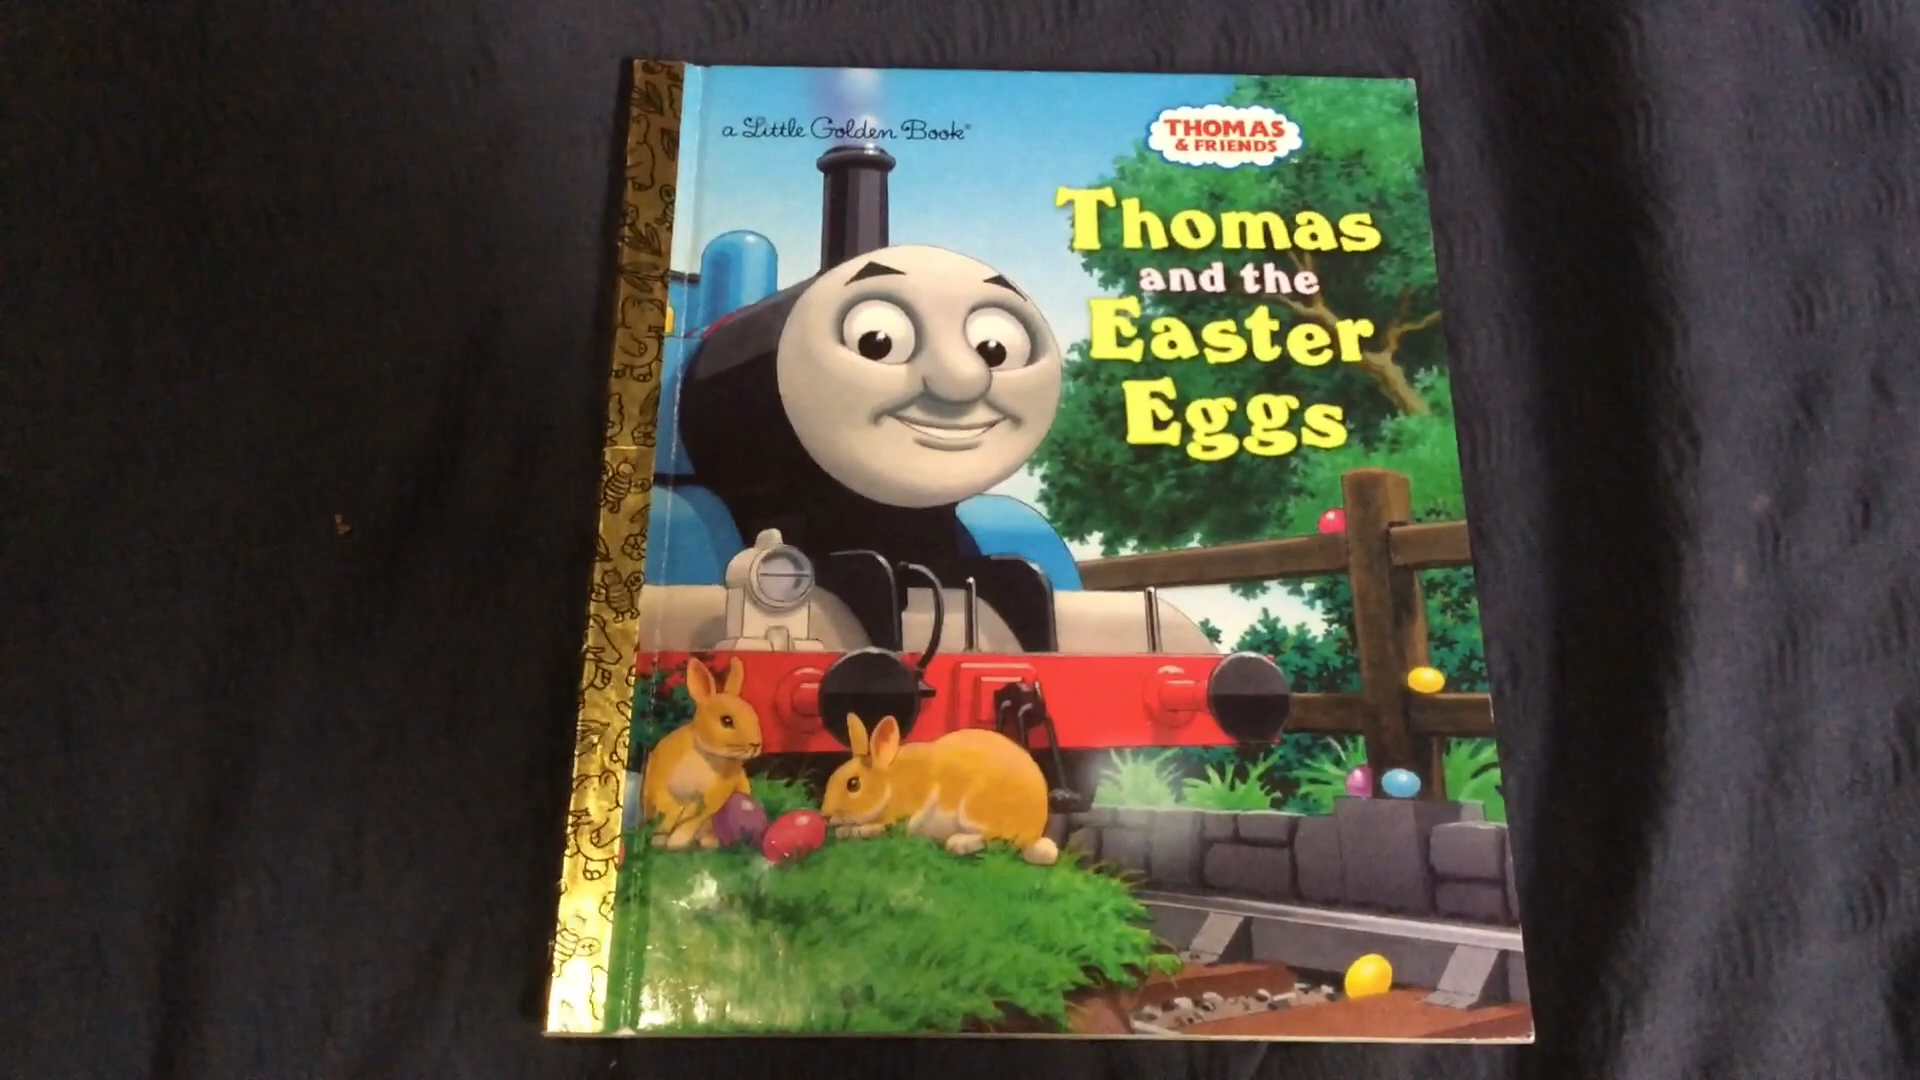 a Little Golden Book®
THOMAS
& FRIENDS
Thomas
and the
Easter
Eggs